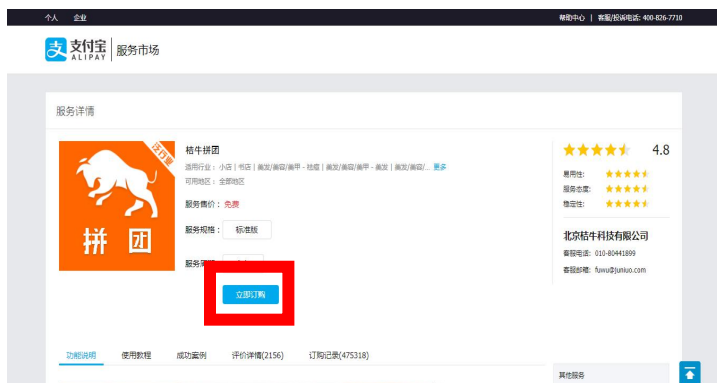 个人 企业 帮助中心 | 客服/投诉电话: 400-826-7710
支 支付宝 ALIPAY 服务市场
服务详情
泛行业
拼 团
桔牛拼团
适用行业： 小店 | 书店 | 美发/美容/美甲 - 祛痘 | 美发/美容/美甲 - 美发 | 美发/美容/... 更多
可用地区： 全部地区
服务售价： 免费
服务规格： 标准版
立即订购
4.8
易用性:
服务态度:
稳定性:
北京桔牛科技有限公司
客服电话: 010-80441899
客服邮箱: fuwu@juniuo.com
功能说明 使用教程 成功案例 评价详情(2156) 订购记录(475318)
其他服务